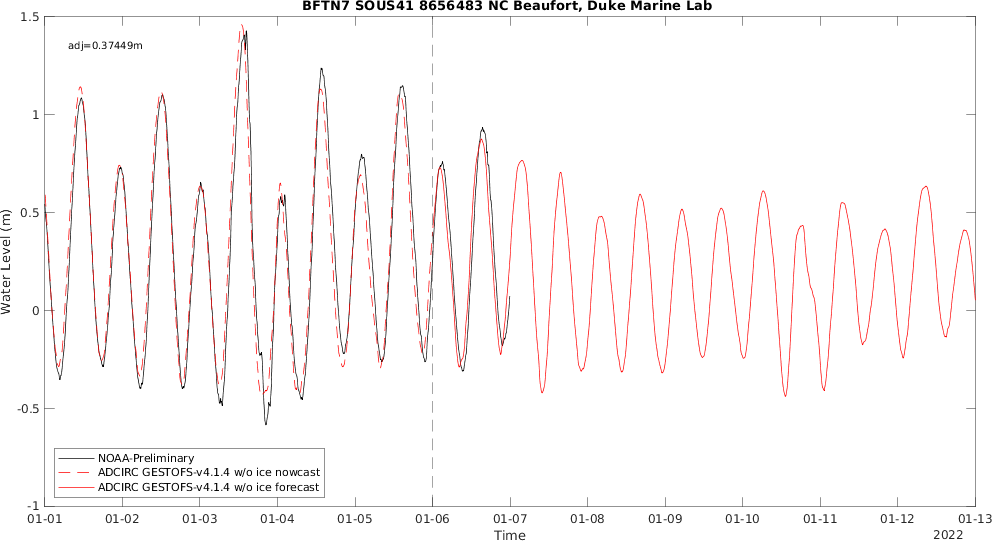 BFTN7 SOUS41 8656483 NC Beaufort, Duke Marine Lab
1.5
adj=0.37449m
1
0.5
Water Level (m)
0
-0.5
NOAA-Preliminary
ADCIRC GESTOFS-v4.1.4 w/o ice nowcast
ADCIRC GESTOFS-v4.1.4 w/o ice forecast
-1
01-01 01-02 01-03 01-04 01-05 01-06 01-07 01-08 01-09 01-10 01-11 01-12 01-13
Time
2022